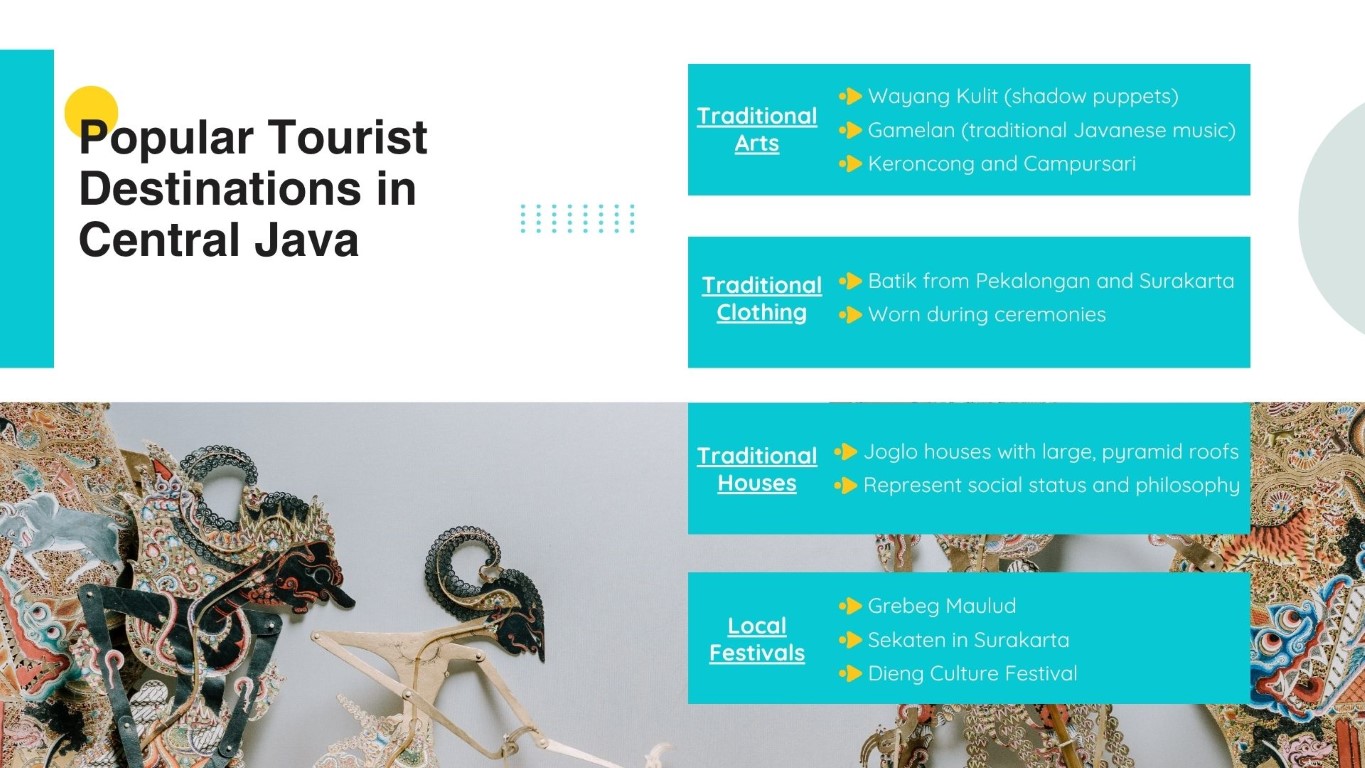 Popular Tourist
Destinations in
Central Java
Traditional
Arts
Wayang Kulit (shadow puppets)
Gamelan (traditional Javanese music)
Keroncong and Campursari
Traditional
Clothing
Batik from Pekalongan and Surakarta
Worn during ceremonies
Traditional
Houses
Joglo houses with large, pyramid roofs
Represent social status and philosophy
Local
Festivals
Grebeg Maulud
Sekaten in Surakarta
Dieng Culture Festival